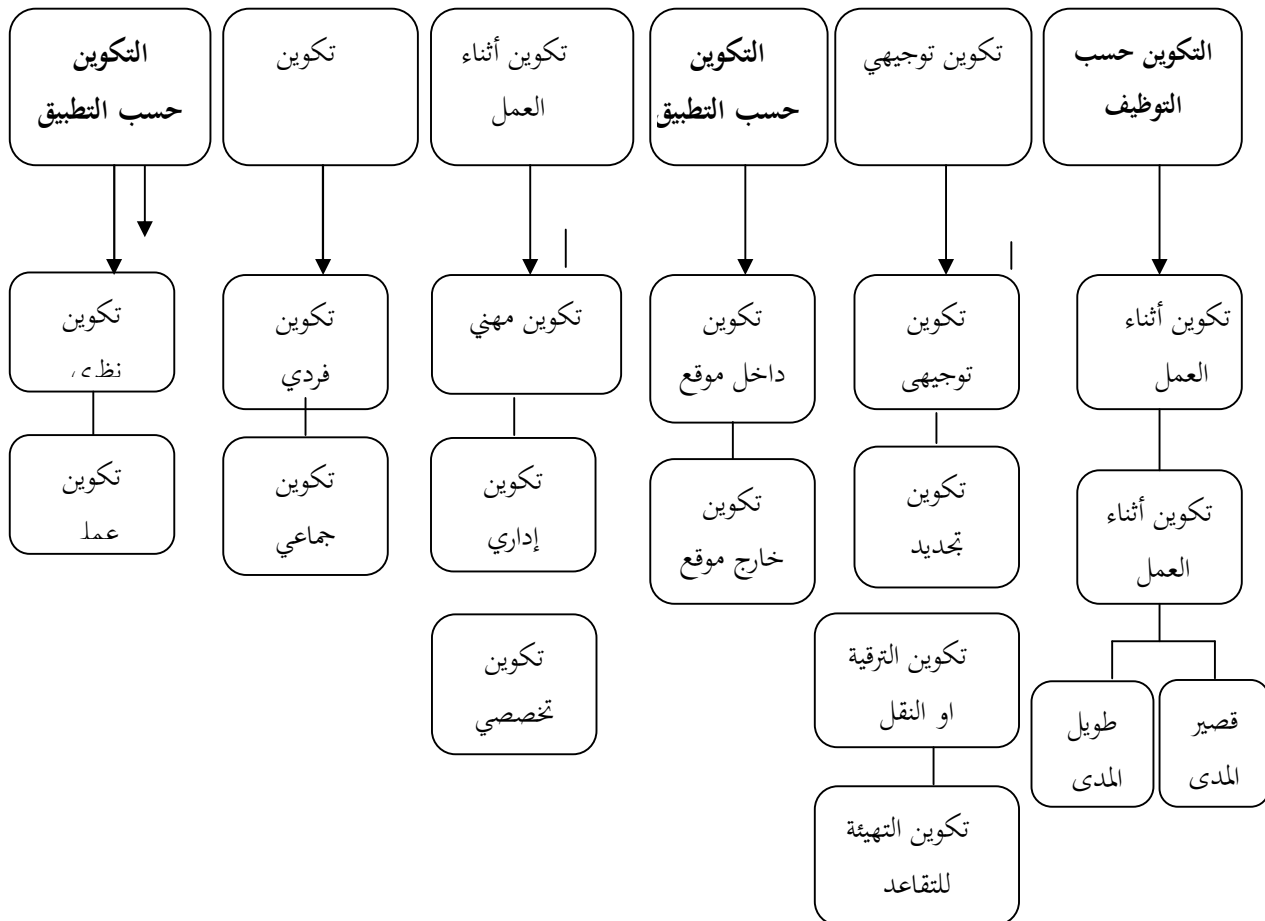 التكوين حسب
التوظيف
تكوين توجيهي
التكوين
حسب التطبيق
تكوين أثناء
العمل
تكوين
التكوين
حسب التطبيق
تكوين أثناء
العمل
تكوين
توجيهى
تكوين
داخل موقع
تكوين مهني
تكوين
فردي
تكوين
تكوين أثناء
العمل
تكوين
تجديد
تكوين
خارج موقع
تكوين
إداري
تكوين
جماعي
تكوين
تكوين الترقية
او النقل
تكوين
تخصصي
قصير
المدى
طويل
المدى
تكوين التهيئة
للتقاعد